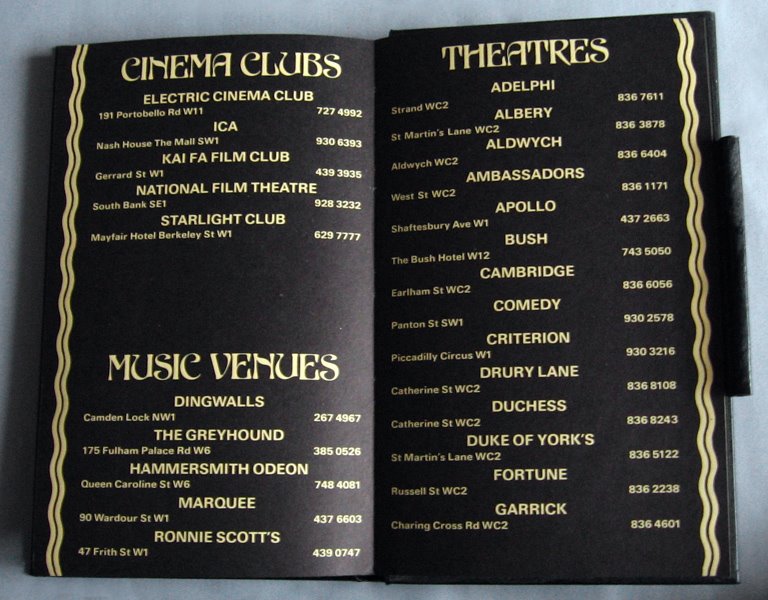 CINEMA CLUBS
ELECTRIC CINEMA CLUB
191 Portobello Rd W11 727 4992
ICA
Nash House The Mall SW1 930 6393
KAI FA FILM CLUB
Gerrard St W1 439 3935
NATIONAL FILM THEATRE
South Bank SE1 928 3232
STARLIGHT CLUB
Mayfair Hotel Berkeley St W1 629 7777
MUSIC VENUES
DINGWALLS
Camden Lock NW1 267 4967
THE GREYHOUND
175 Fulham Palace Rd W6 385 0526
HAMMERSMITH ODEON
Queen Caroline St W6 748 4081
MARQUEE
90 Wardour St W1 437 6603
RONNIE SCOTT'S
47 Frith St W1 439 0747
THEATRES
ADELPHI
Strand WC2 836 7611
ALBERY
St Martin's Lane WC2 836 3878
ALDWYCH
Aldwych WC2 836 6404
AMBASSADORS
West St WC2 836 1171
APOLLO
Shaftesbury Ave W1 437 2663
BUSH
The Bush Hotel W12 743 5050
CAMBRIDGE
Earlham St WC2 836 6056
COMEDY
Panton St SW1 930 2578
CRITERION
Piccadilly Circus W1 930 3216
DRURY LANE
Catherine St WC2 836 8108
DUCHESS
Catherine St WC2 836 8243
DUKE OF YORK'S
St Martin's Lane WC2 836 5122
FORTUNE
Russell St WC2 836 2238
GARRICK
Charing Cross Rd WC2 836 4601